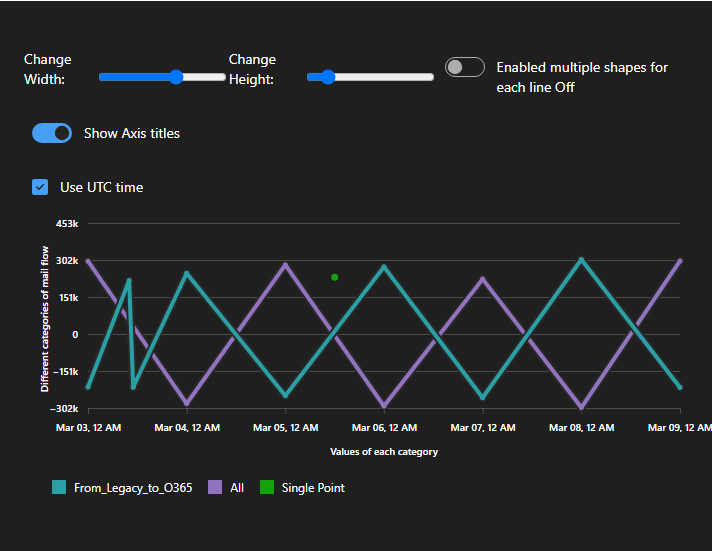 Change
Width:
Change
Height:
Enabled multiple shapes for
each line Off
Show Axis titles
Use UTC time
453k
302k
151k
0
−151k
−302k
Different categories of mail flow
Mar 03, 12 AM
Mar 04, 12 AM
Mar 05, 12 AM
Mar 06, 12 AM
Mar 07, 12 AM
Mar 08, 12 AM
Mar 09, 12 AM
Values of each category
From_Legacy_to_O365
All
Single Point